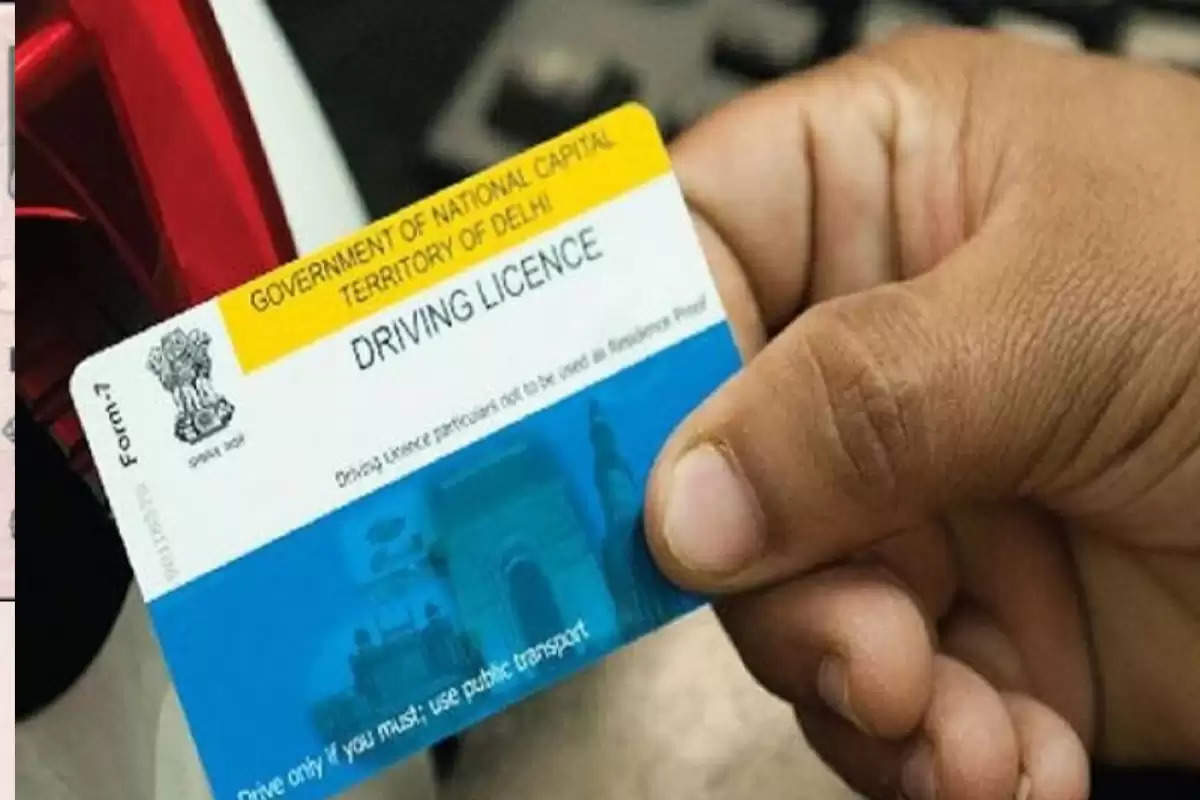 GOVERNMENT OF NATIONAL CAPITAL
TERRITORY OF DELHI
DRIVING LICENCE
Form-7
Driving Licence particulars not to be used as Residence Proof
Drive only if you must; use public transport